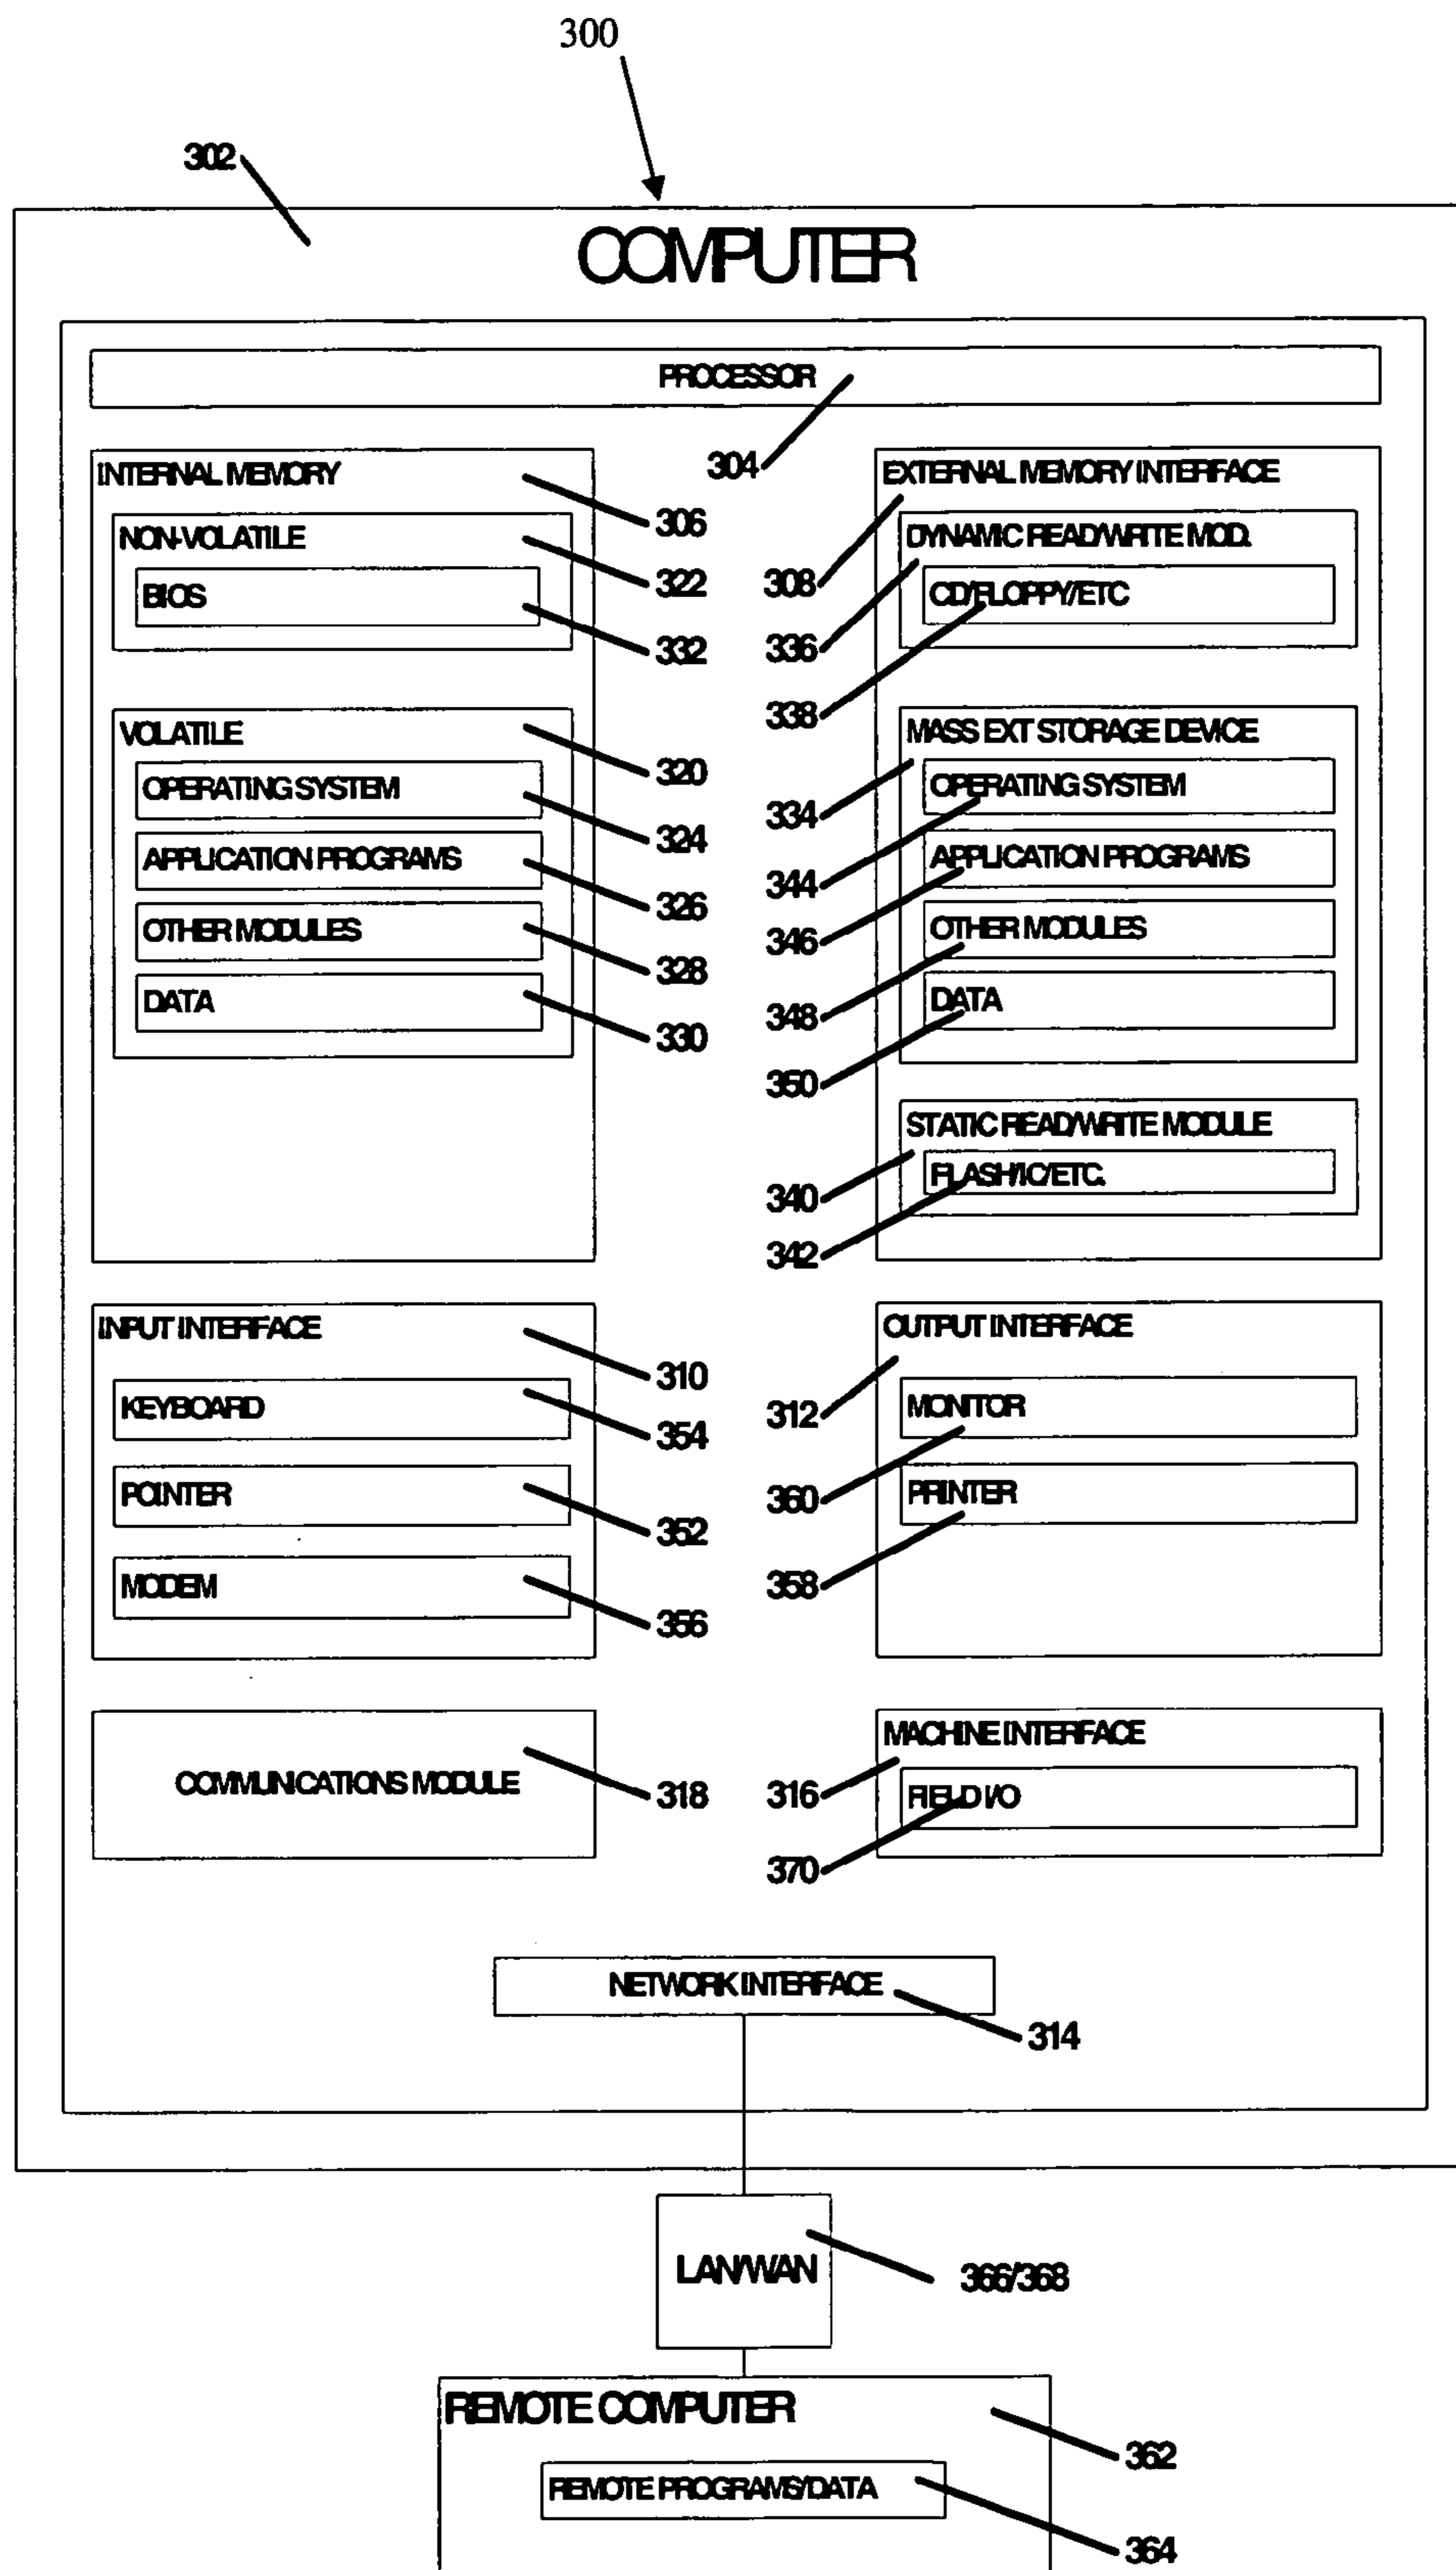 300
302
COMPUTER
PROCESSOR
304
INTERNAL MEMORY
306
NON-VOLATILE
322
BIOS
332
VOLATILE
320
OPERATING SYSTEM
324
APPLICATION PROGRAMS
326
OTHER MODULES
328
DATA
330
EXTERNAL MEMORY INTERFACE
308
DYNAMIC READ/WRITE MOD.
336
CD/FLOPPY/ETC
338
MASS EXT STORAGE DEVICE
334
OPERATING SYSTEM
344
APPLICATION PROGRAMS
346
OTHER MODULES
348
DATA
350
STATIC READ/WRITE MODULE
340
FLASH/IC/ETC.
342
INPUT INTERFACE
310
KEYBOARD
354
POINTER
352
MODEM
356
OUTPUT INTERFACE
312
MONITOR
360
PRINTER
358
COMMUNICATIONS MODULE
318
MACHINE INTERFACE
316
FIELD I/O
370
NETWORK INTERFACE
314
LAN/WAN
366/368
REMOTE COMPUTER
362
REMOTE PROGRAMS/DATA
364